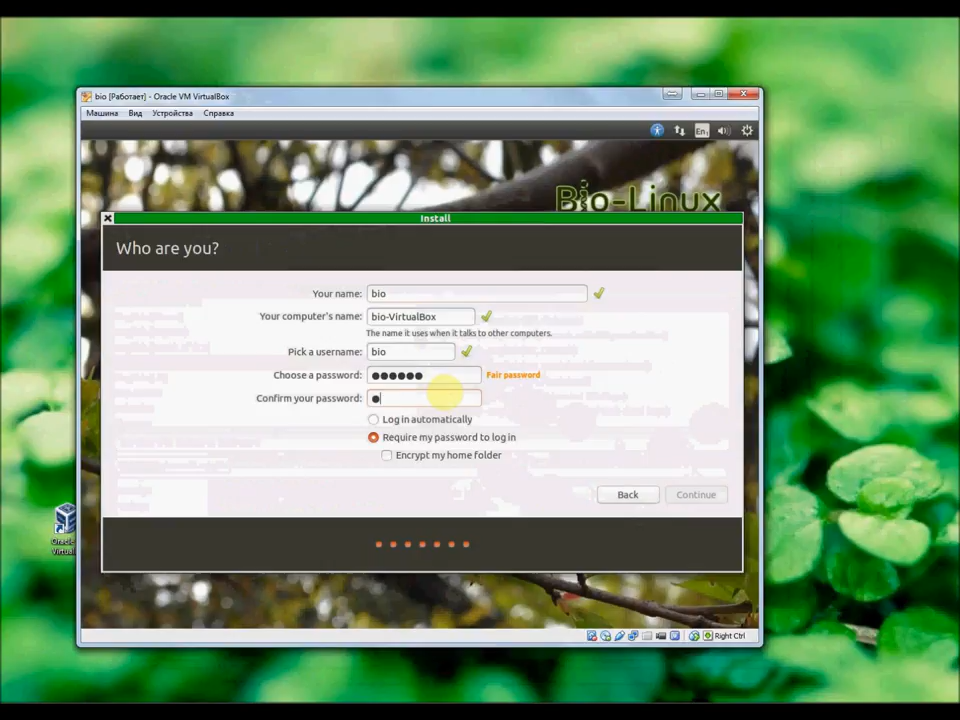 bio [Работает] - Oracle VM VirtualBox
Машина Вид Устройства Справка
En
Bio-Linux
Install
Who are you?
Your name: bio
Your computer's name: bio-VirtualBox
The name it uses when it talks to other computers.
Pick a username: bio
Choose a password: ●●●●●● Fair password
Confirm your password: ●
Log in automatically
Require my password to log in
Encrypt my home folder
Back Continue
Oracle
Virtual
Right Ctrl